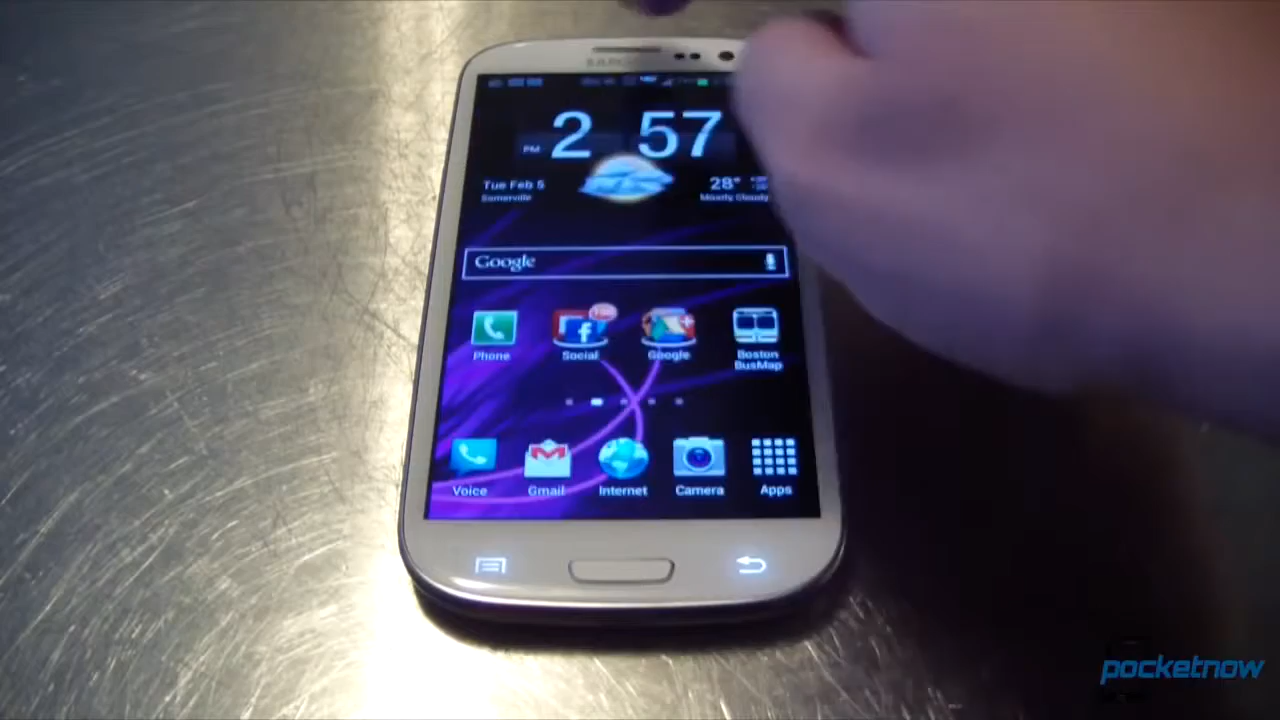 2 57
PM
Tue Feb 5
Somerville
28°
Mostly Cloudy
Google
Phone
Social
Google
Boston
BusMap
Voice
Gmail
Internet
Camera
Apps
pocketnow